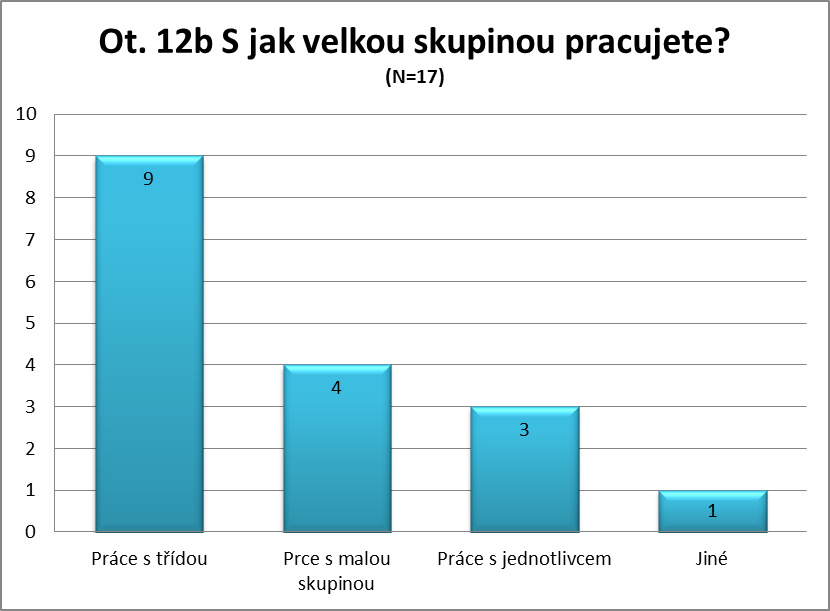 Ot. 12b S jak velkou skupinou pracujete?
(N=17)
10
9
8
7
6
5
4
3
2
1
0
9
4
3
1
Práce s třídou
Prce s malou
skupinou
Práce s jednotlivcem
Jiné